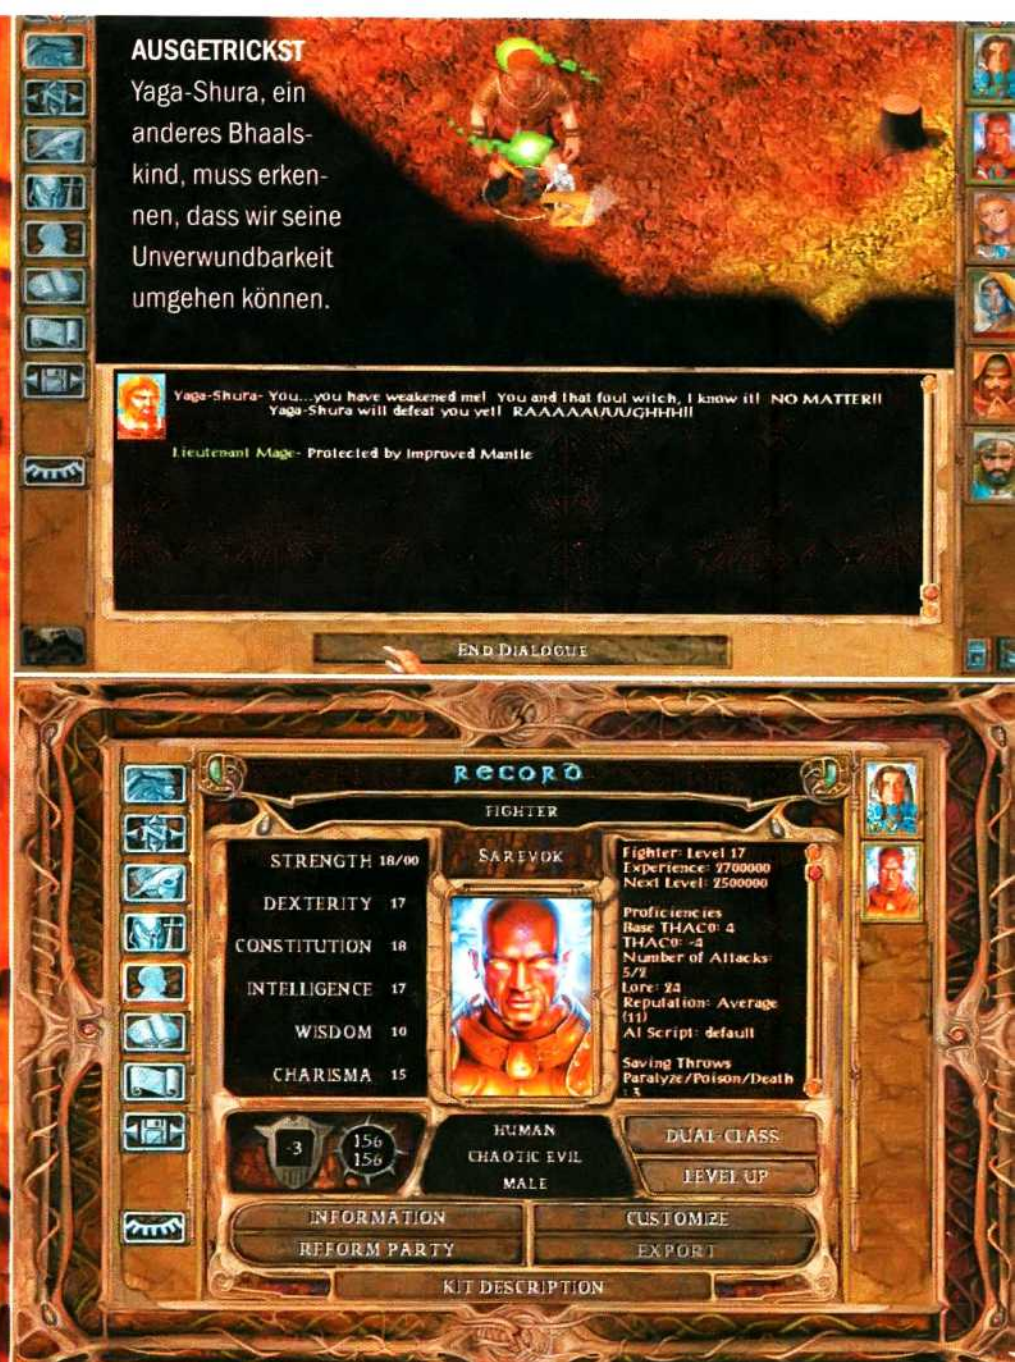 AUSGETRICKST
Yaga-Shura, ein
anderes Bhaals-
kind, muss erken-
nen, dass wir seine
Unverwundbarkeit
umgehen können.
Yaga-Shura- You...you have weakened me! You and that foul witch, I know it! NO MATTER!!
Yaga-Shura will defeat you yet! RAAAAAUUUGHHH!!
Lieutenant Mage- Protected by Improved Mantle
END DIALOGUE
RECORD
FIGHTER
SAREVOK
STRENGTH 18/00
DEXTERITY 17
CONSTITUTION 18
INTELLIGENCE 17
WISDOM 10
CHARISMA 15
Fighter: Level 17
Experience: 2700000
Next Level: 2500000
Proficiencies
Base THAC0: 4
THAC0: -4
Number of Attacks:
5/2
Lore: 24
Reputation: Average
(11)
AI Script: default
Saving Throws
Paralyze/Poison/Death
: 3
-3
156
156
HUMAN
CHAOTIC EVIL
MALE
DUAL-CLASS
LEVEL UP
INFORMATION
CUSTOMIZE
REFORM PARTY
EXPORT
KIT DESCRIPTION